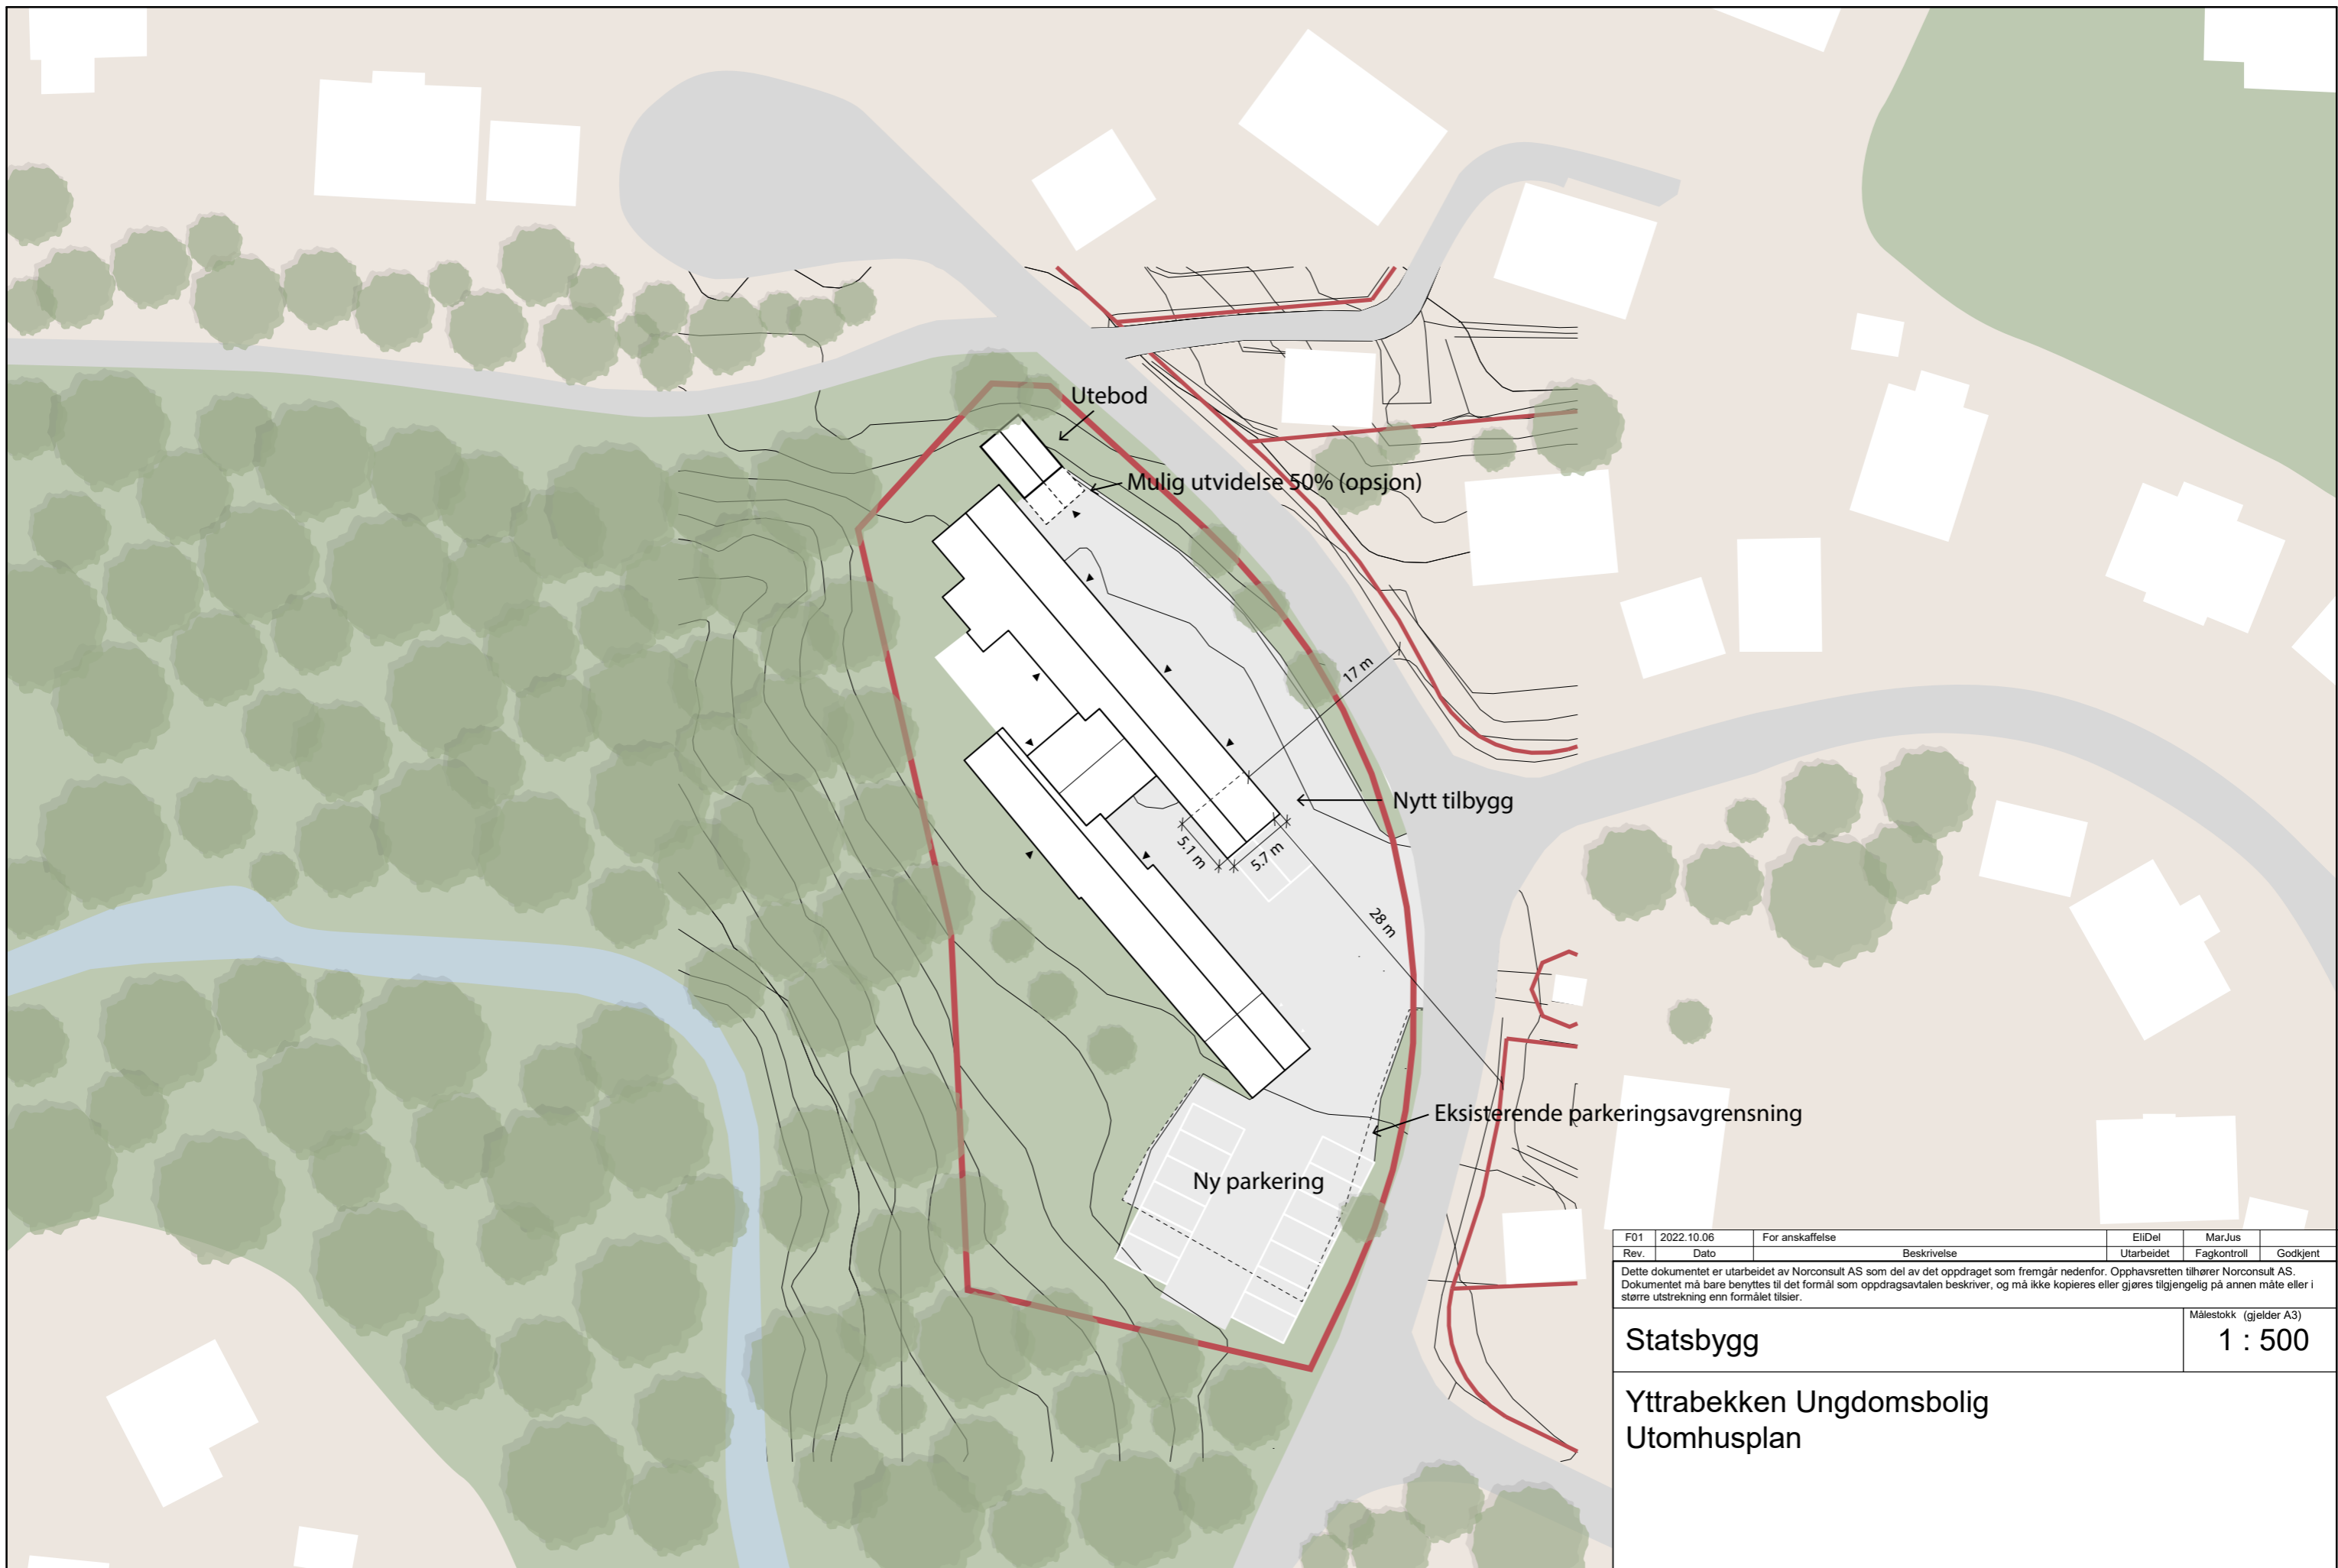 Utebod
Mulig utvidelse 50% (opsjon)
17 m
Nytt tilbygg
5.1 m
5.7 m
28 m
Eksisterende parkeringsavgrensning
Ny parkering
F01 2022.10.06 For anskaffelse EliDel MarJus
Rev. Dato Beskrivelse Utarbeidet Fagkontroll Godkjent
Dette dokumentet er utarbeidet av Norconsult AS som del av det oppdraget som fremgår nedenfor. Opphavsretten tilhører Norconsult AS.
Dokumentet må bare benyttes til det formål som oppdragsavtalen beskriver, og må ikke kopieres eller gjøres tilgjengelig på annen måte eller i
større utstrekning enn formålet tilsier.
Målestokk (gjelder A3)
Statsbygg 1 : 500
Yttrabekken Ungdomsbolig
Utomhusplan